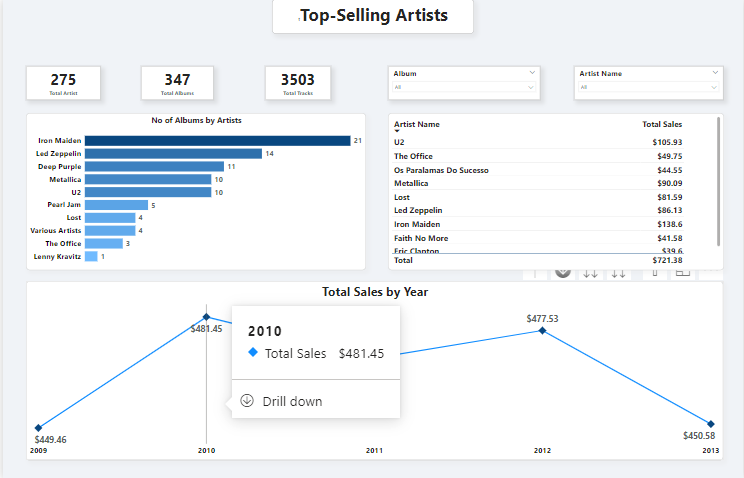 Top-Selling Artists
275
Total Artist
347
Total Albums
3503
Total Tracks
Album
All
Artist Name
All
No of Albums by Artists
Iron Maiden 21
Led Zeppelin 14
Deep Purple 11
Metallica 10
U2 10
Pearl Jam 5
Lost 4
Various Artists 4
The Office 3
Lenny Kravitz 1
Artist Name Total Sales
U2 $105.93
The Office $49.75
Os Paralamas Do Sucesso $44.55
Metallica $90.09
Lost $81.59
Led Zeppelin $86.13
Iron Maiden $138.6
Faith No More $41.58
Eric Clapton $39.6
Total $721.38
Total Sales by Year
$449.46
$481.45
$477.53
$450.58
2010
Total Sales $481.45
Drill down
2009 2010 2011 2012 2013